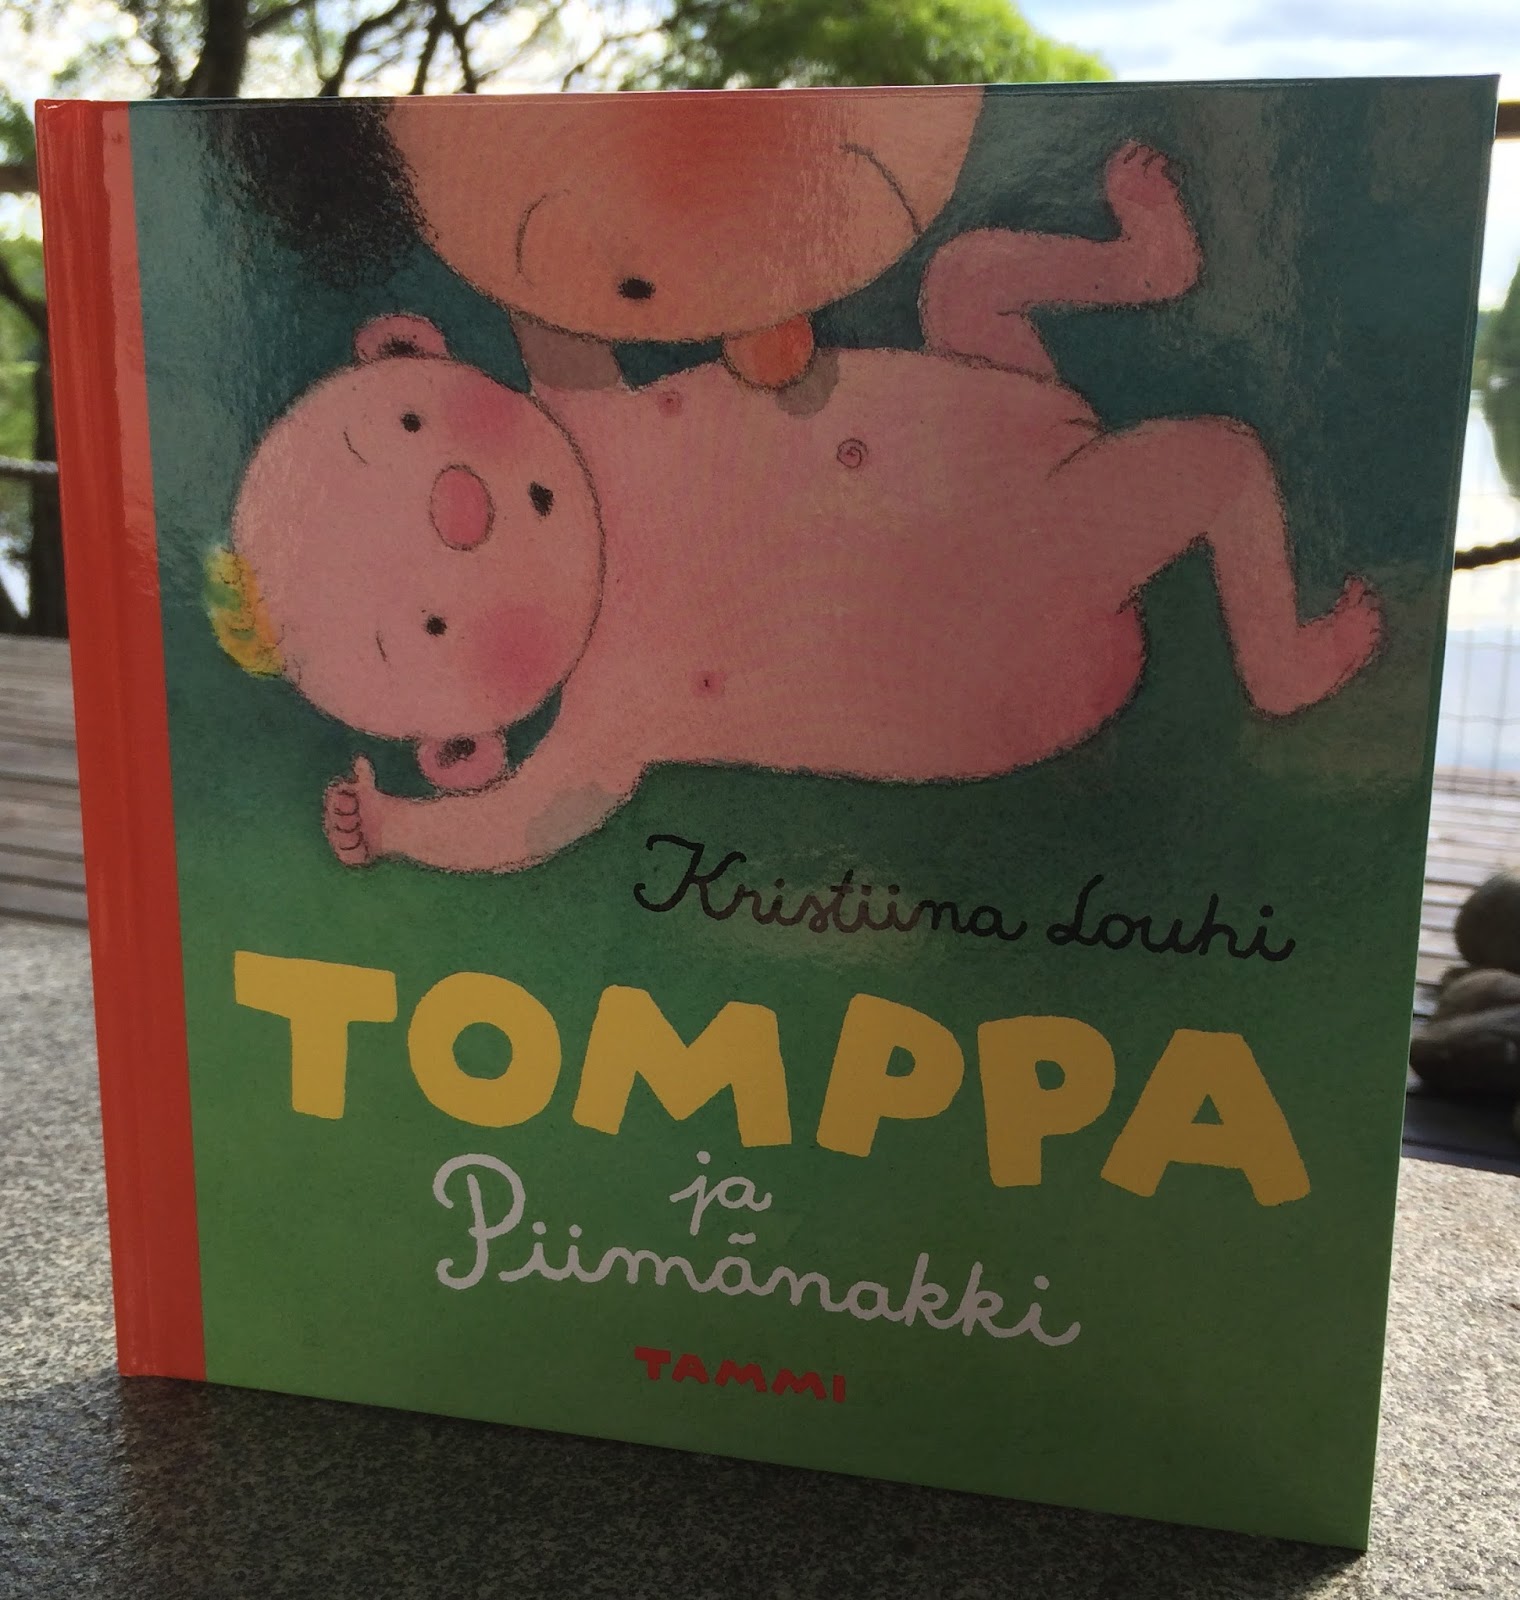 Kristiina Louhi
TOMPPA
ja
Piimänakki
TAMMI